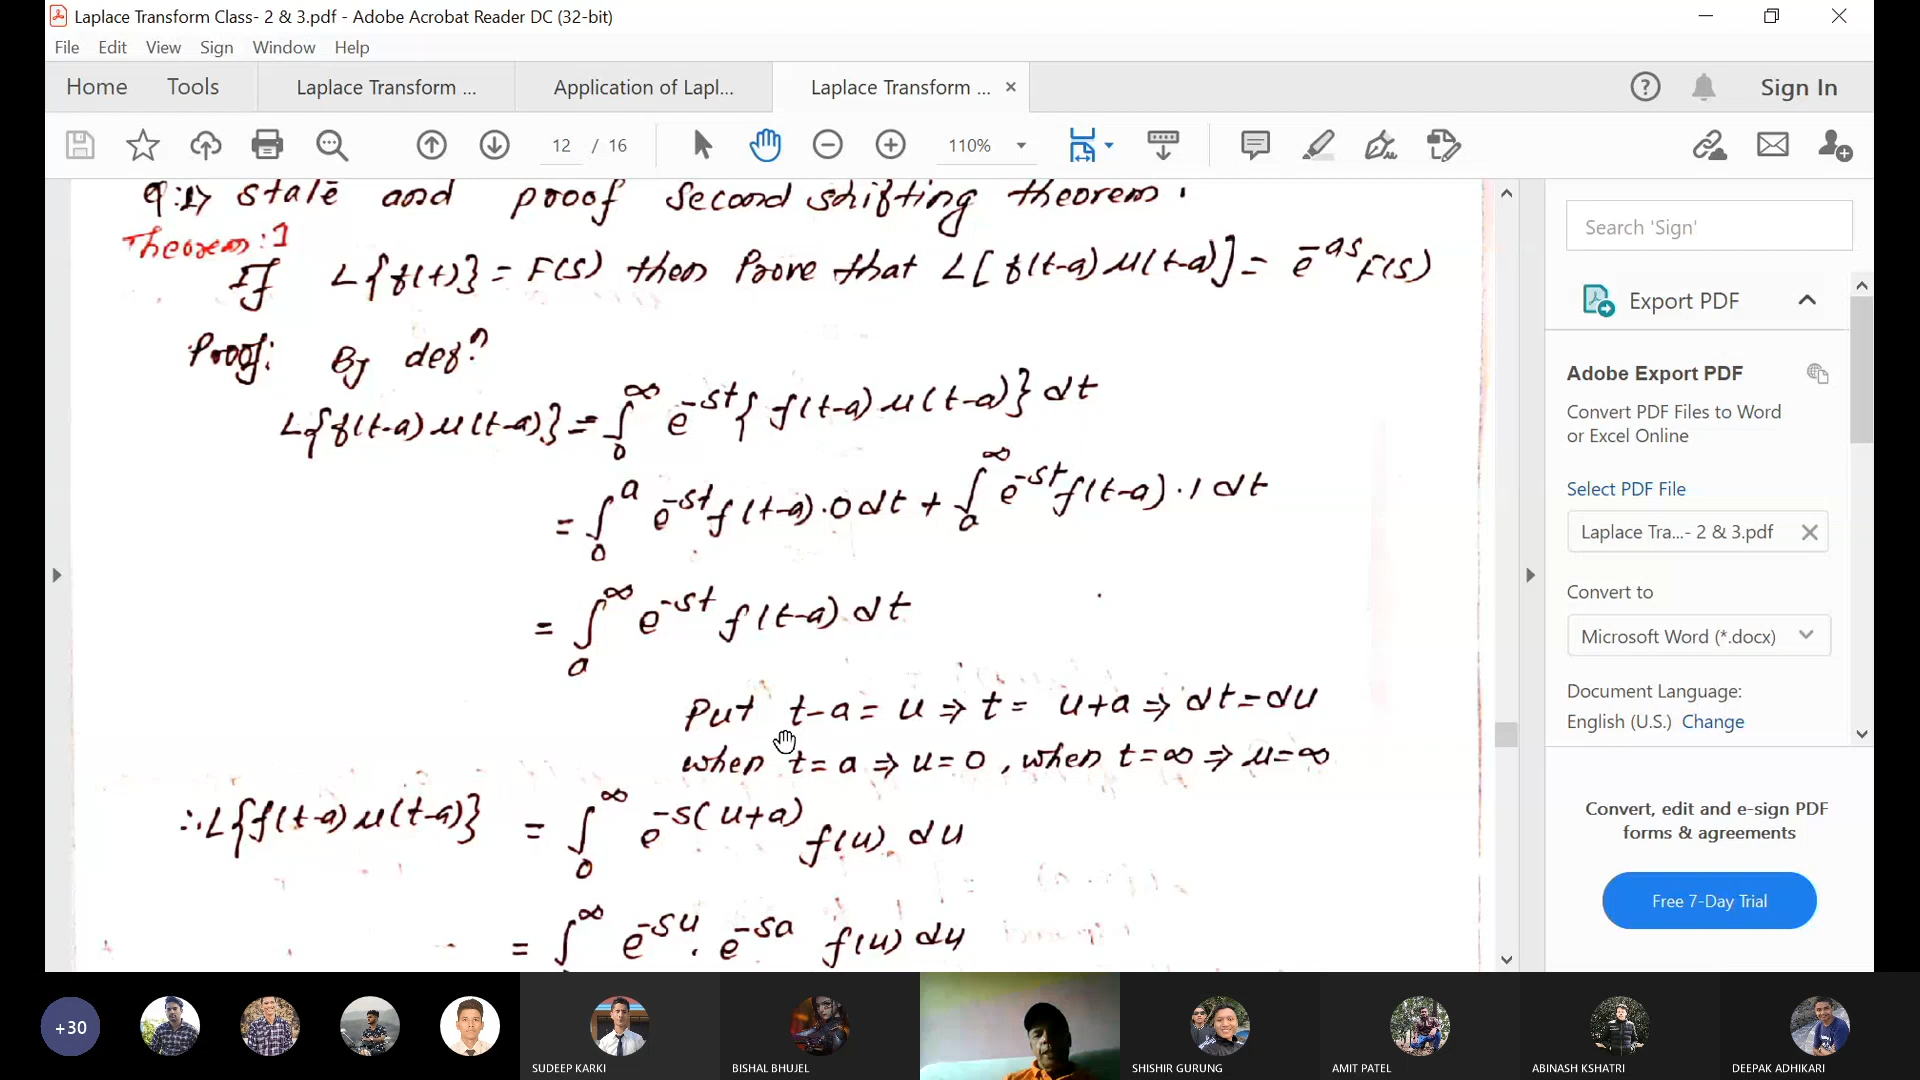 Laplace Transform Class- 2 & 3.pdf - Adobe Acrobat Reader DC (32-bit)
File Edit View Sign Window Help
Home Tools Laplace Transform ... Application of Lapl... Laplace Transform ... × Sign In
12 / 16 110%
Q:1> state and proof second shifting theorem.
Theorem:1
If L{f(t)} = F(s) then Prove that L[f(t-a)u(t-a)] = e^-as F(s)
Proof: By defn
L{f(t-a)u(t-a)} = ∫_0^∞ e^-st{f(t-a)u(t-a)}dt
= ∫_0^a e^-st f(t-a).0dt + ∫_a^∞ e^-st f(t-a).1dt
= ∫_a^∞ e^-st f(t-a)dt
Put t-a = u ⇒ t = u+a ⇒ dt=du
when t=a ⇒ u=0, when t=∞ ⇒ u=∞
∴L{f(t-a)u(t-a)} = ∫_0^∞ e^-s(u+a) f(u) du
= ∫^∞ e^-su . e^-sa f(u) du
Search 'Sign'
Export PDF
Adobe Export PDF
Convert PDF Files to Word
or Excel Online
Select PDF File
Laplace Tra...- 2 & 3.pdf
Convert to
Microsoft Word (*.docx)
Document Language:
English (U.S.) Change
Convert, edit and e-sign PDF
forms & agreements
Free 7-Day Trial
+30
SUDEEP KARKI
BISHAL BHUJEL
SHISHIR GURUNG
AMIT PATEL
ABINASH KSHATRI
DEEPAK ADHIKARI